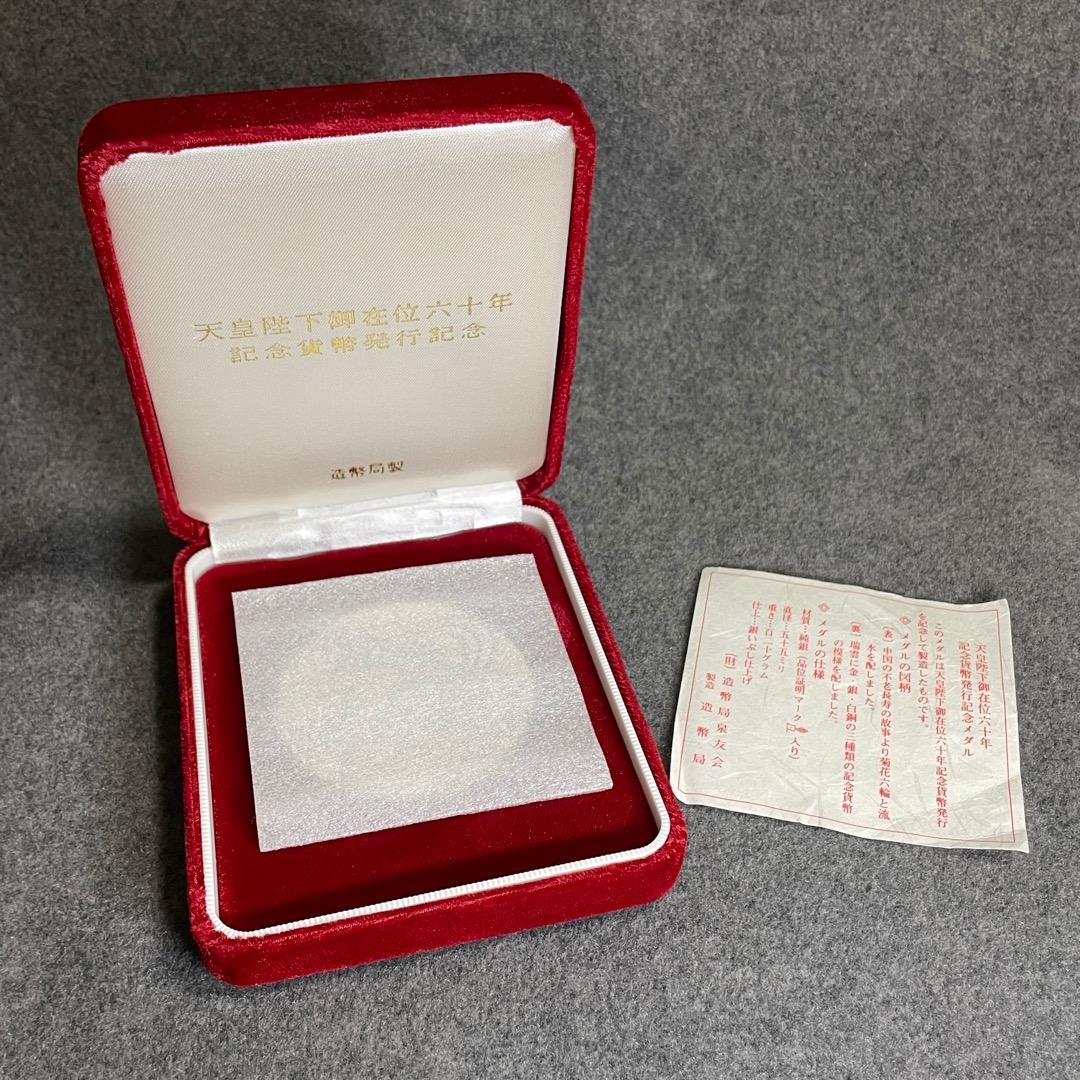 天皇陛下御在位六十年
記念貨幣発行記念
造幣局製
天皇陛下御在位六十年
記念貨幣発行記念メダル
このメダルは天皇陛下御在位六十年記念貨幣発行
を記念して製造したものです。
◈ メダルの図柄
(表) 中国の不老長寿の故事より菊花六輪と流
水を配しました。
(裏) 瑞雲に金・銀・白銅の三種類の記念貨幣
の模様を配しました。
◈ メダルの仕様
材質…純銀(品位証明マーク入り)
直径…五十五ミリ
重さ…百二十グラム
仕上…銀いぶし仕上げ
(財) 造幣局泉友会
製造 造幣局